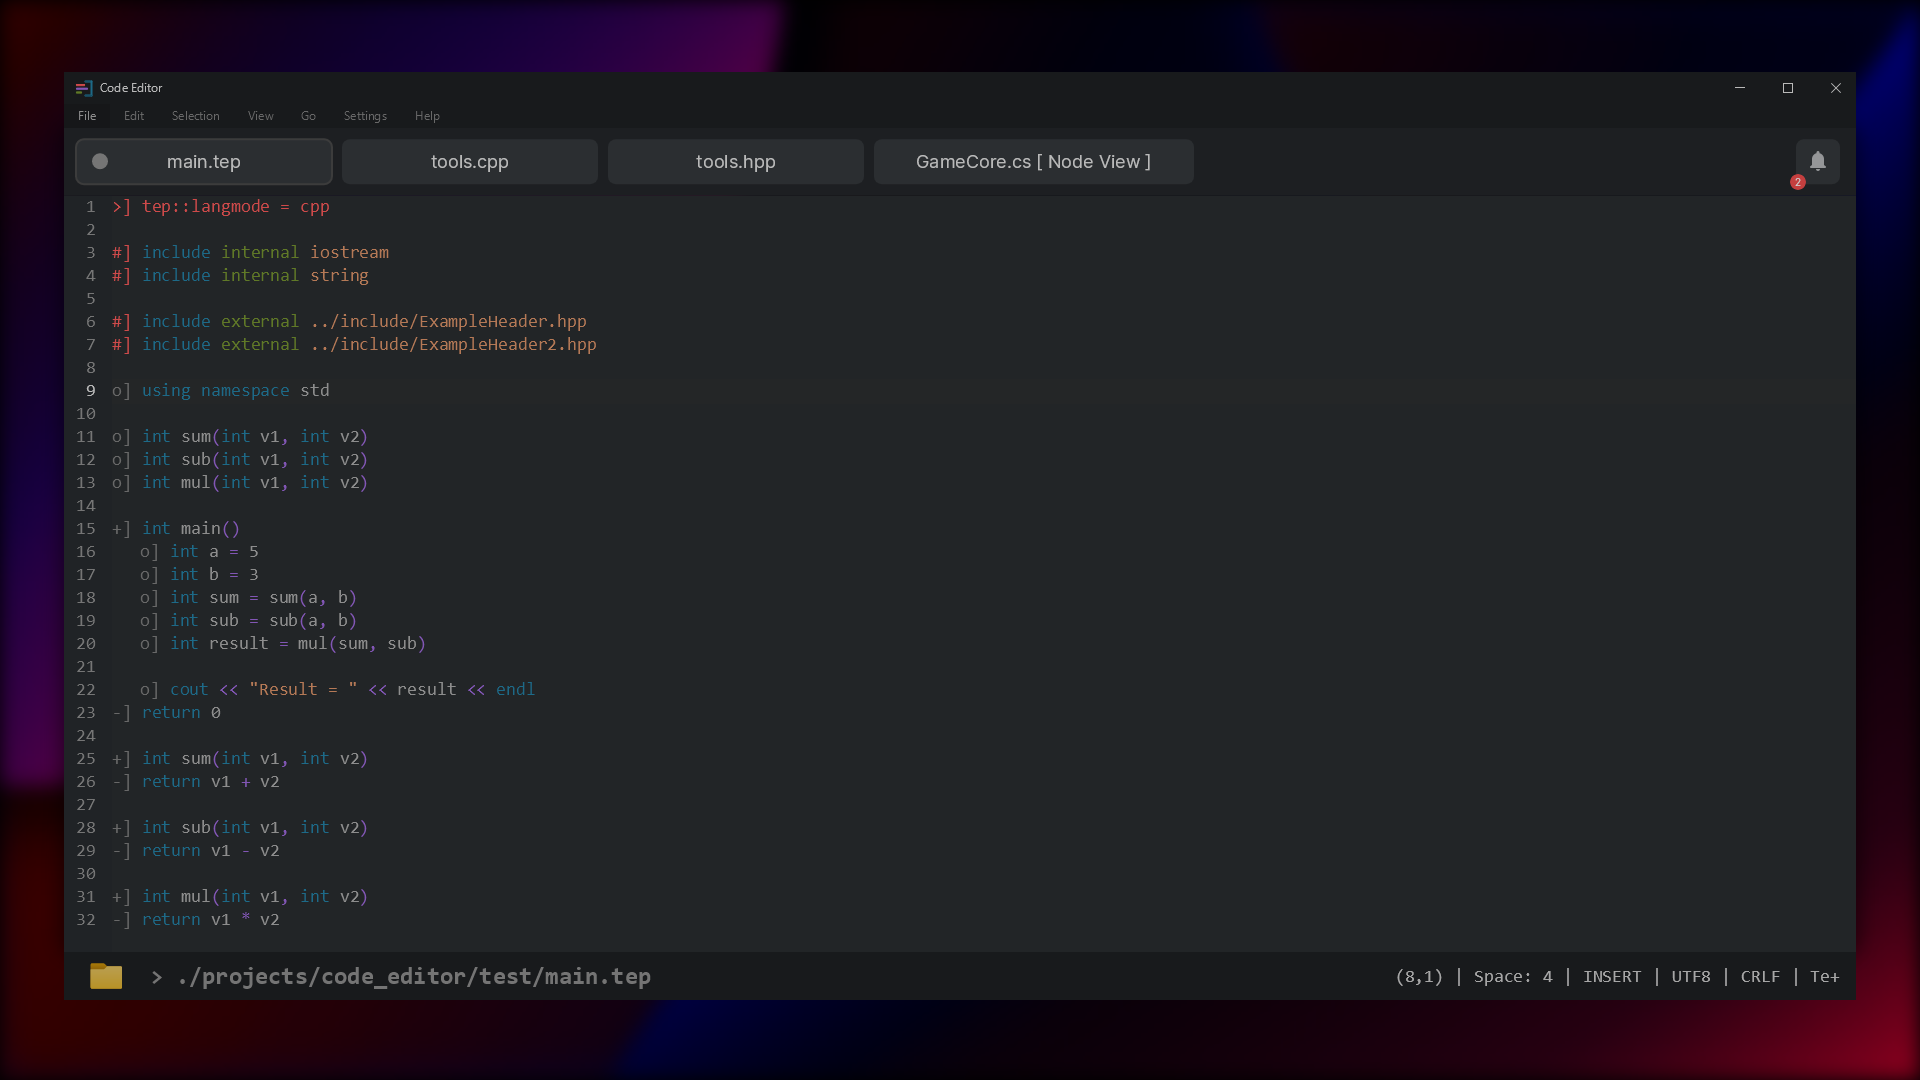 Code Editor
File Edit Selection View Go Settings Help
main.tep tools.cpp tools.hpp GameCore.cs [ Node View ]
2
1 >] tep::langmode = cpp
2
3 #] include internal iostream
4 #] include internal string
5
6 #] include external ../include/ExampleHeader.hpp
7 #] include external ../include/ExampleHeader2.hpp
8
9 o] using namespace std
10
11 o] int sum(int v1, int v2)
12 o] int sub(int v1, int v2)
13 o] int mul(int v1, int v2)
14
15 +] int main()
16    o] int a = 5
17    o] int b = 3
18    o] int sum = sum(a, b)
19    o] int sub = sub(a, b)
20    o] int result = mul(sum, sub)
21
22    o] cout << "Result = " << result << endl
23 -] return 0
24
25 +] int sum(int v1, int v2)
26 -] return v1 + v2
27
28 +] int sub(int v1, int v2)
29 -] return v1 - v2
30
31 +] int mul(int v1, int v2)
32 -] return v1 * v2
> ./projects/code_editor/test/main.tep (8,1) | Space: 4 | INSERT | UTF8 | CRLF | Te+